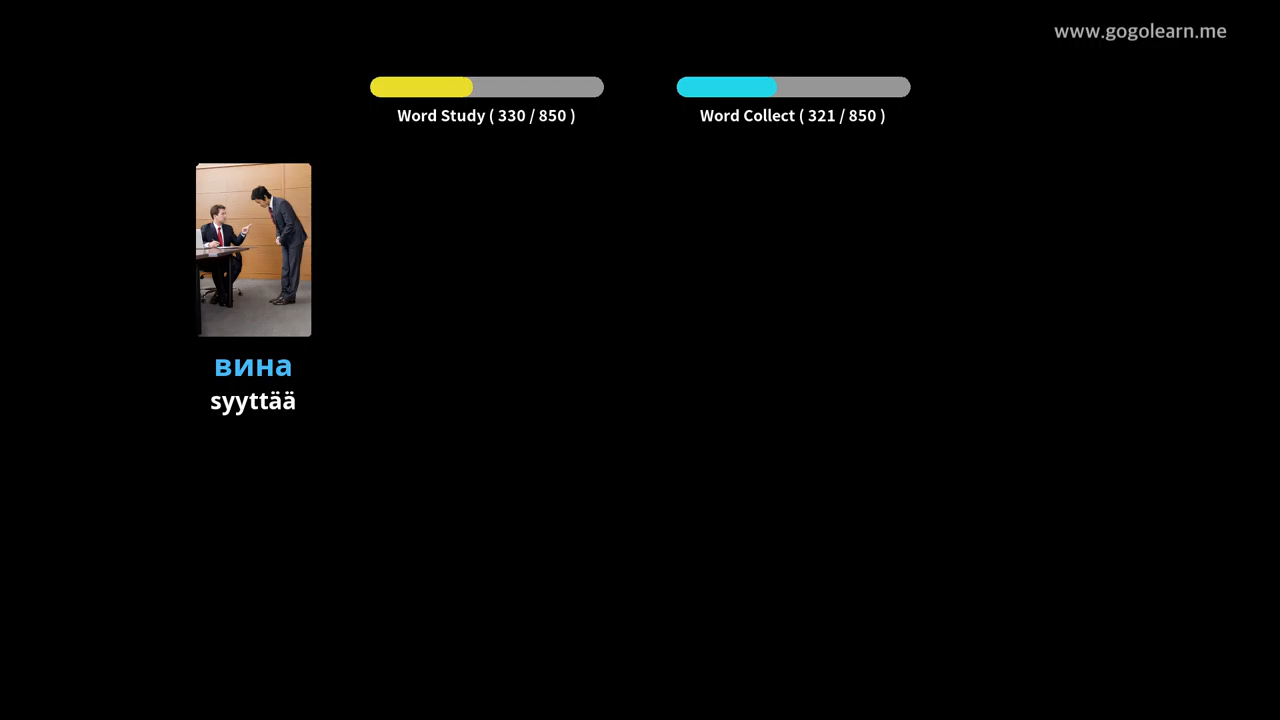 www.gogolearn.me
Word Study ( 330 / 850 )
Word Collect ( 321 / 850 )
вина
syyttää